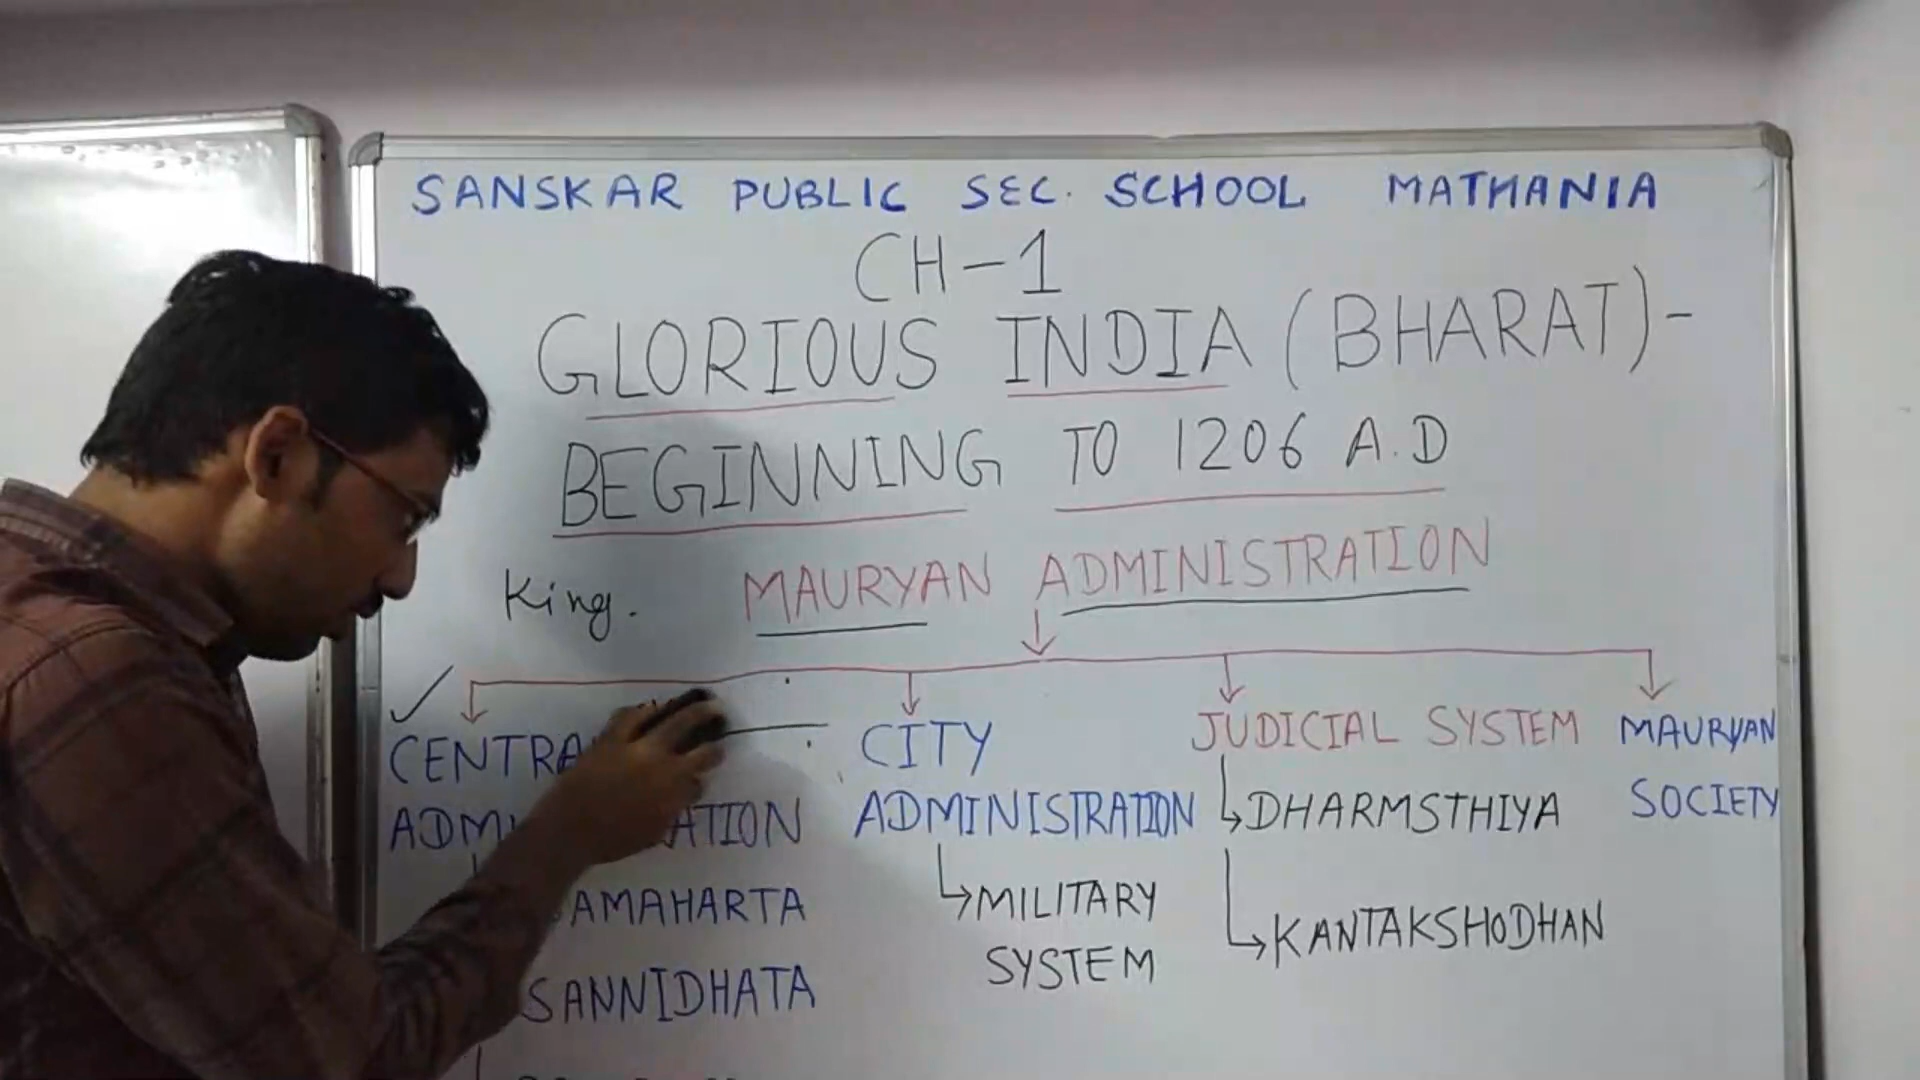 SANSKAR PUBLIC SEC. SCHOOL MATHANIA
CH-1
GLORIOUS INDIA (BHARAT)-
BEGINNING TO 1206 A.D
King. MAURYAN ADMINISTRATION
CITY JUDICIAL SYSTEM MAURYAN
ADMINISTRATION DHARMSTHIYA SOCIETY
MILITARY KANTAKSHODHAN
SANNIDHATA SYSTEM